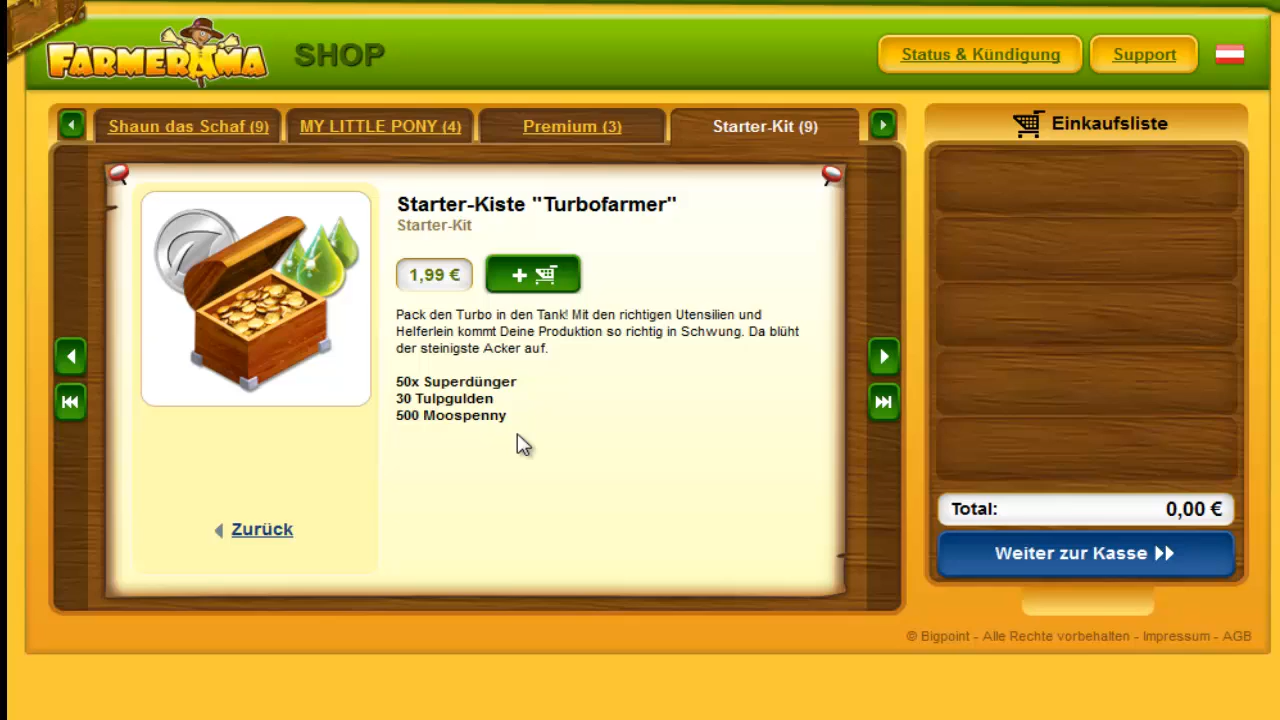 FARMERAMA
SHOP
Status & Kündigung
Support
Shaun das Schaf (9)
MY LITTLE PONY (4)
Premium (3)
Starter-Kit (9)
Einkaufsliste
Starter-Kiste "Turbofarmer"
Starter-Kit
1,99 €
+
Pack den Turbo in den Tank! Mit den richtigen Utensilien und
Helferlein kommt Deine Produktion so richtig in Schwung. Da blüht
der steinigste Acker auf.
50x Superdünger
30 Tulpgulden
500 Moospenny
Zurück
Total: 0,00 €
Weiter zur Kasse
© Bigpoint - Alle Rechte vorbehalten - Impressum - AGB